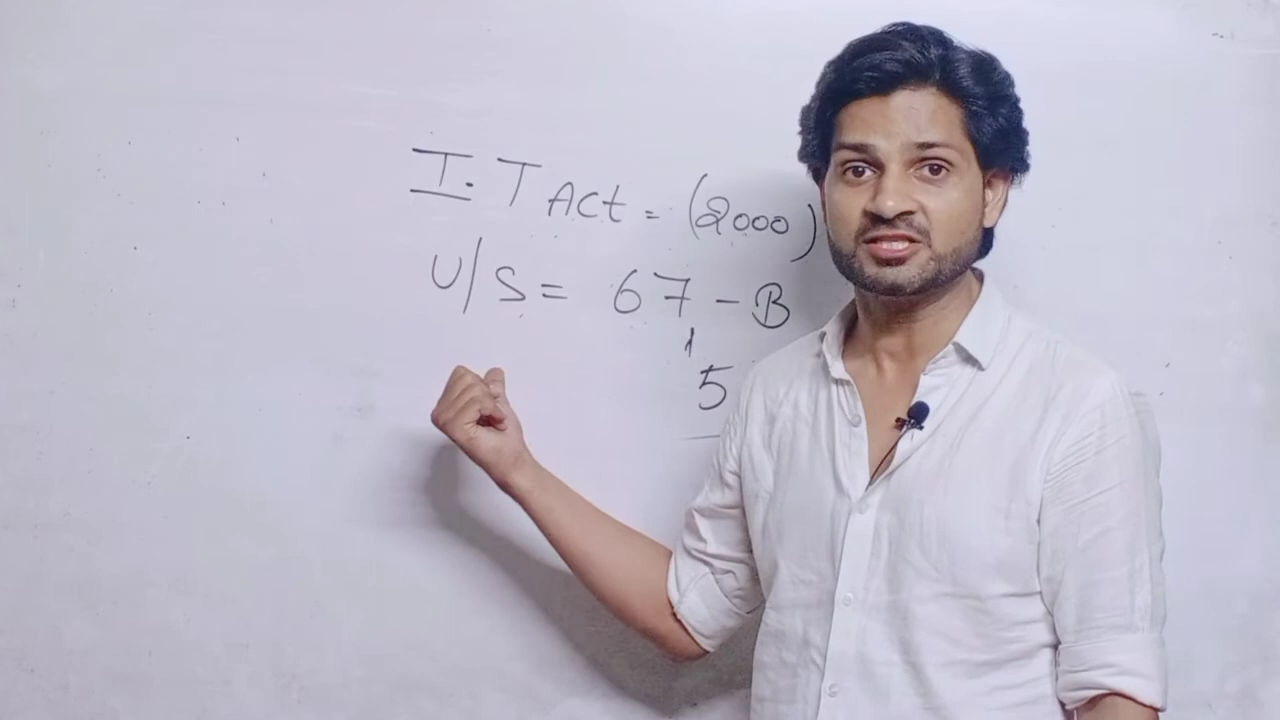 I.T Act = (2000)
U/S = 67 - B
5